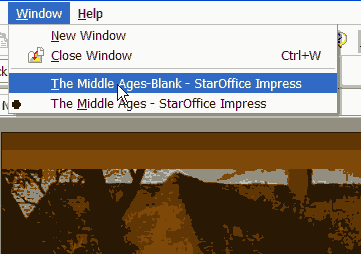 Window Help
New Window
Close Window Ctrl+W
The Middle Ages-Blank - StarOffice Impress
The Middle Ages - StarOffice Impress